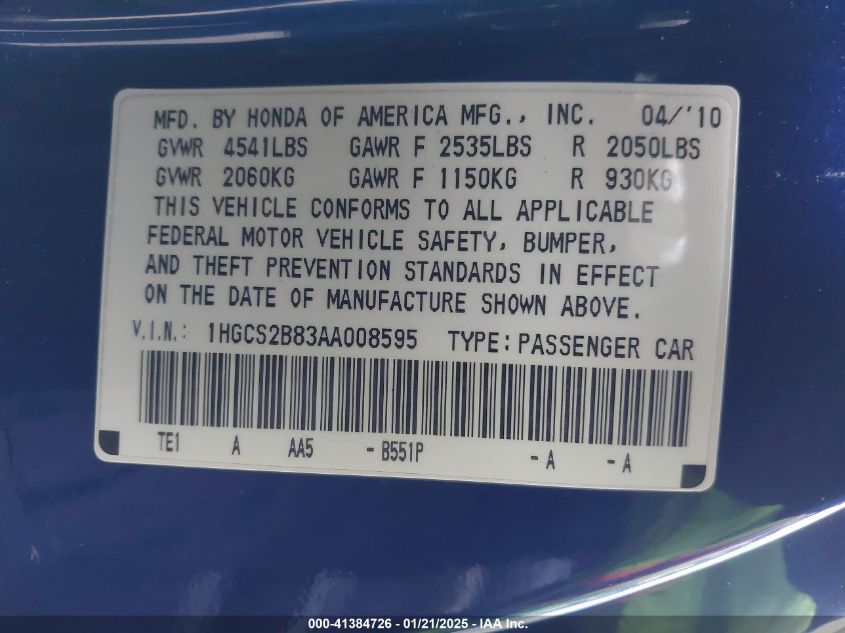 MFD. BY HONDA OF AMERICA MFG., INC. 04/'10
GVWR 4541LBS GAWR F 2535LBS R 2050LBS
GVWR 2060KG GAWR F 1150KG R 930KG
THIS VEHICLE CONFORMS TO ALL APPLICABLE
FEDERAL MOTOR VEHICLE SAFETY, BUMPER,
AND THEFT PREVENTION STANDARDS IN EFFECT
ON THE DATE OF MANUFACTURE SHOWN ABOVE.
V.I.N.: 1HGCS2B83AA008595 TYPE: PASSENGER CAR
TE1 A AA5 - B551P - A - A
000-41384726 - 01/21/2025 - IAA Inc.